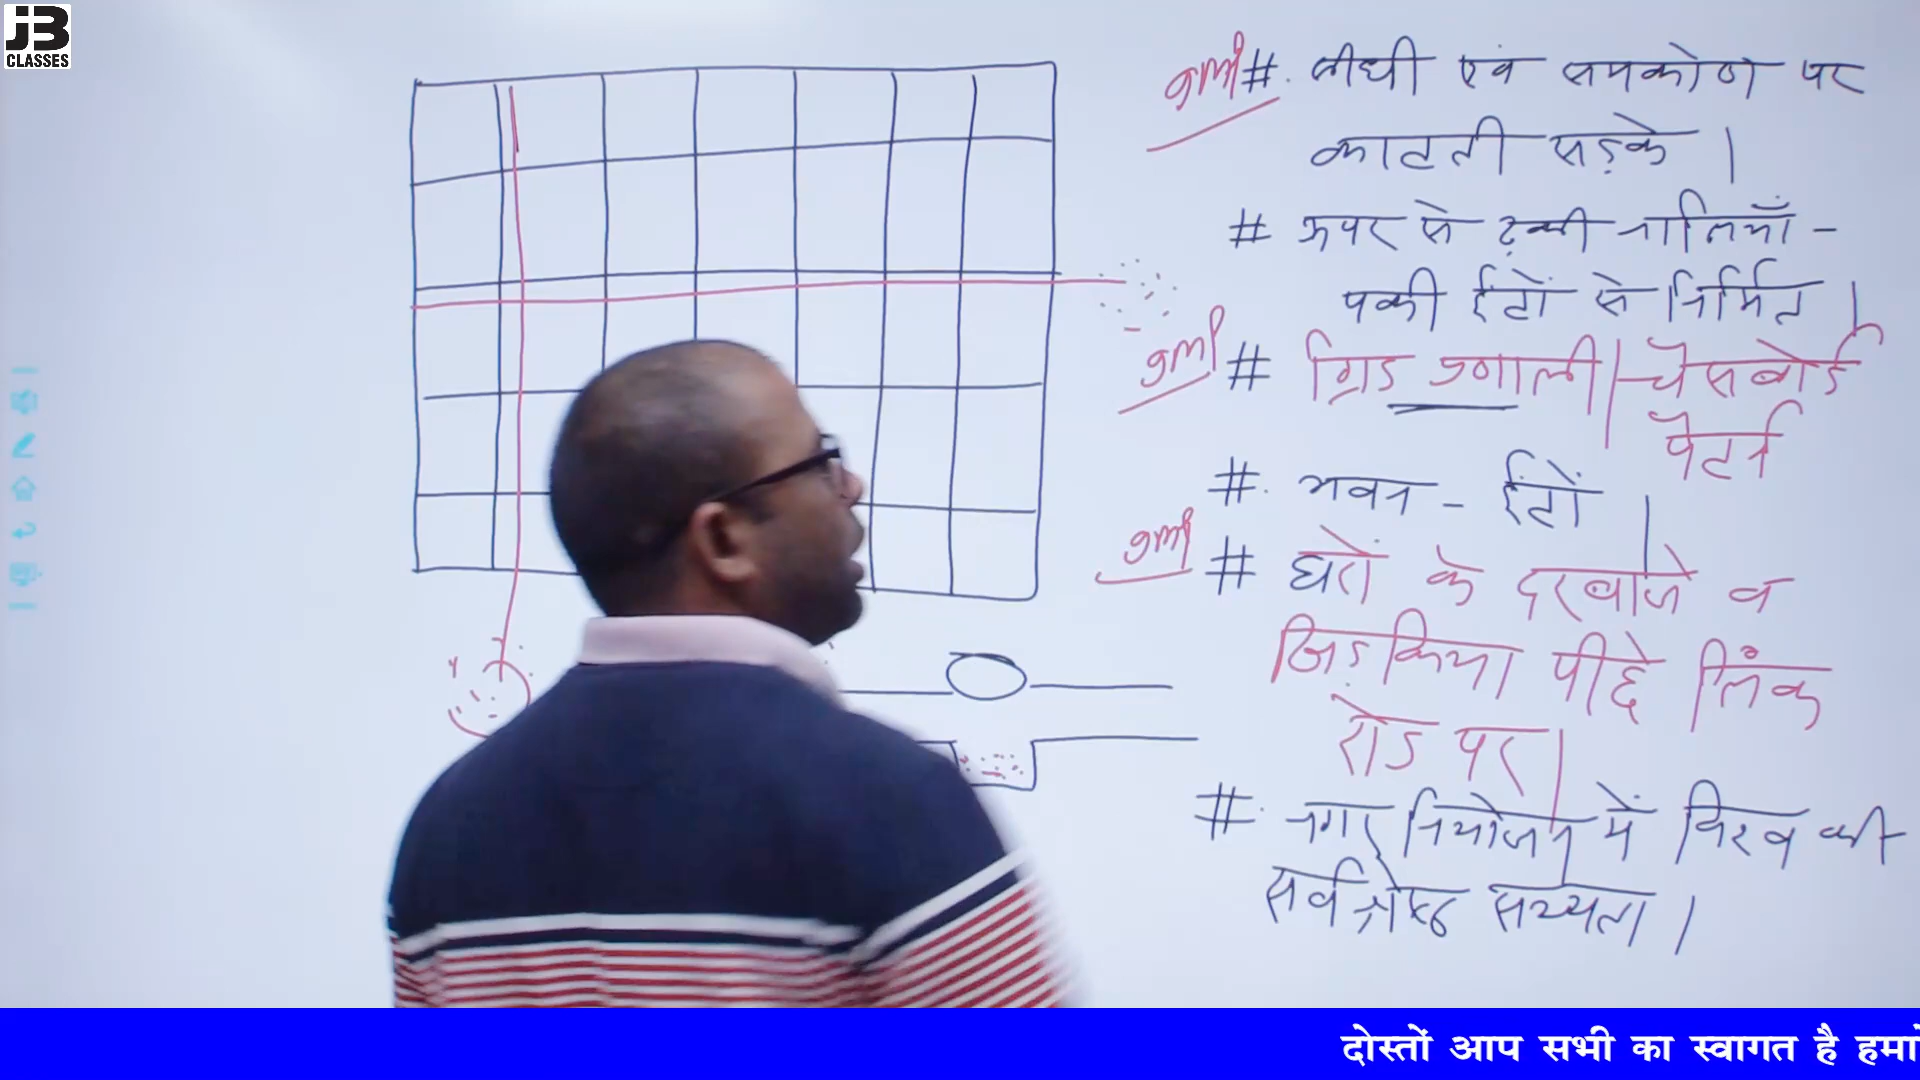 JB
CLASSES
Imp # सीधी एवं समकोण पर
काटती सड़के |
# ऊपर से ढकी नालियाँ -
पकी ईंटों से निर्मित |
Imp # ग्रिड प्रणाली | चेसबोर्ड
पैटर्न
# भवन - ईंटों |
Imp # घरों के दरवाजे व
खिड़किया पीछे लिंक
रोड पर |
# नगर नियोजन में विश्व की
सर्वश्रेष्ठ सभ्यता |
दोस्तों आप सभी का स्वागत है हमारे